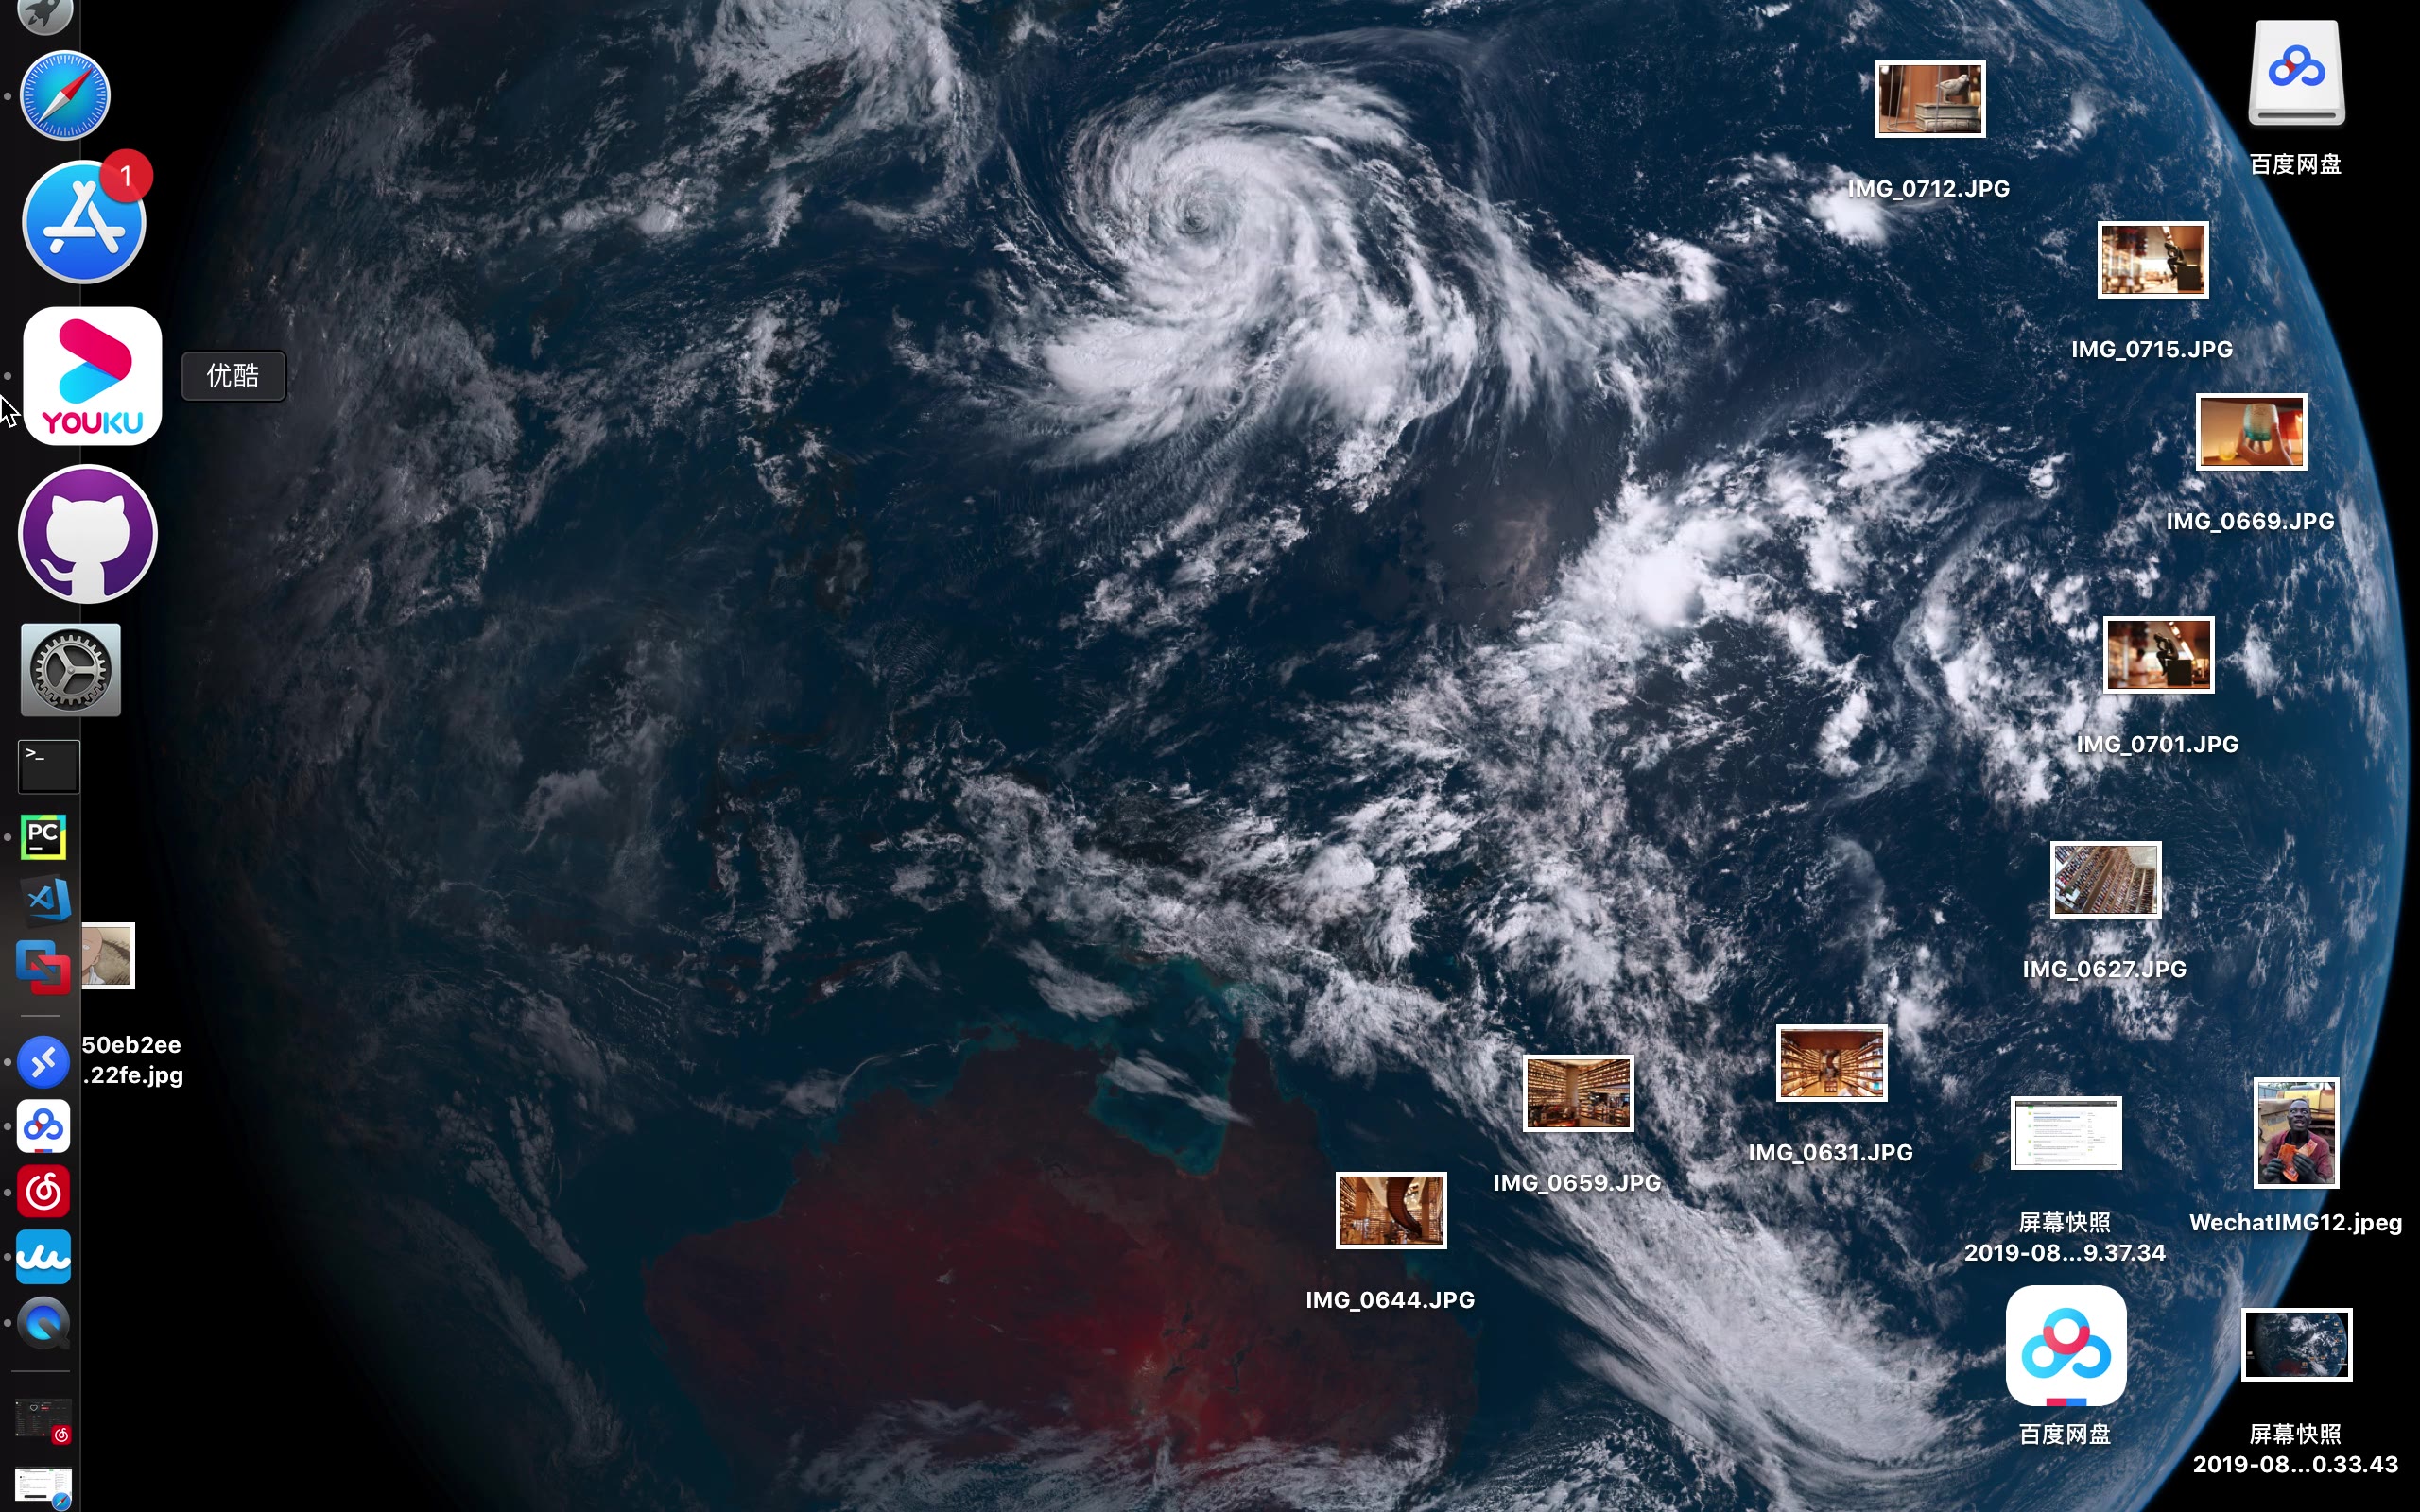 1
YOUKU
优酷
>_
PC
50eb2ee
.22fe.jpg
IMG_0712.JPG
百度网盘
IMG_0715.JPG
IMG_0669.JPG
IMG_0701.JPG
IMG_0627.JPG
IMG_0631.JPG
IMG_0659.JPG
IMG_0644.JPG
屏幕快照
2019-08...9.37.34
WechatIMG12.jpeg
百度网盘
屏幕快照
2019-08...0.33.43